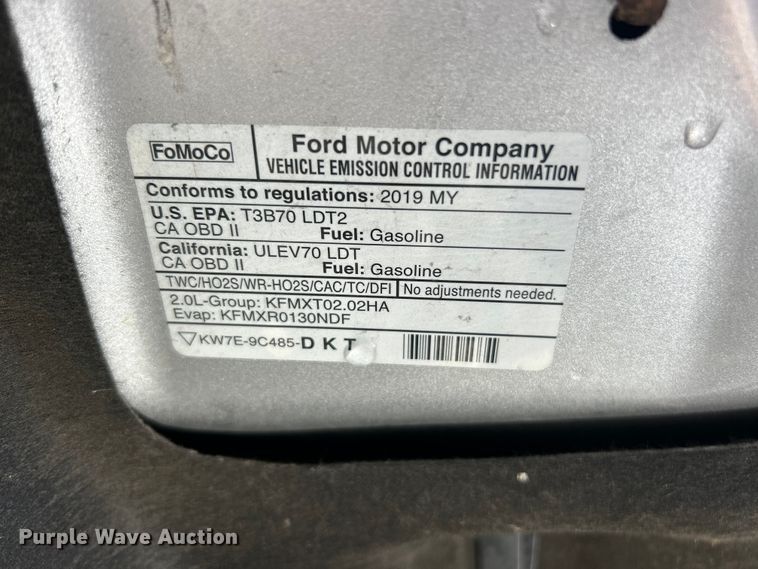 FoMoCo
Ford Motor Company
VEHICLE EMISSION CONTROL INFORMATION
Conforms to regulations: 2019 MY
U.S. EPA: T3B70 LDT2
CA OBD II Fuel: Gasoline
California: ULEV70 LDT
CA OBD II Fuel: Gasoline
TWC/HO2S/WR-HO2S/CAC/TC/DFI No adjustments needed.
2.0L-Group: KFMXT02.02HA
Evap: KFMXR0130NDF
KW7E-9C485-DKT
Purple Wave Auction